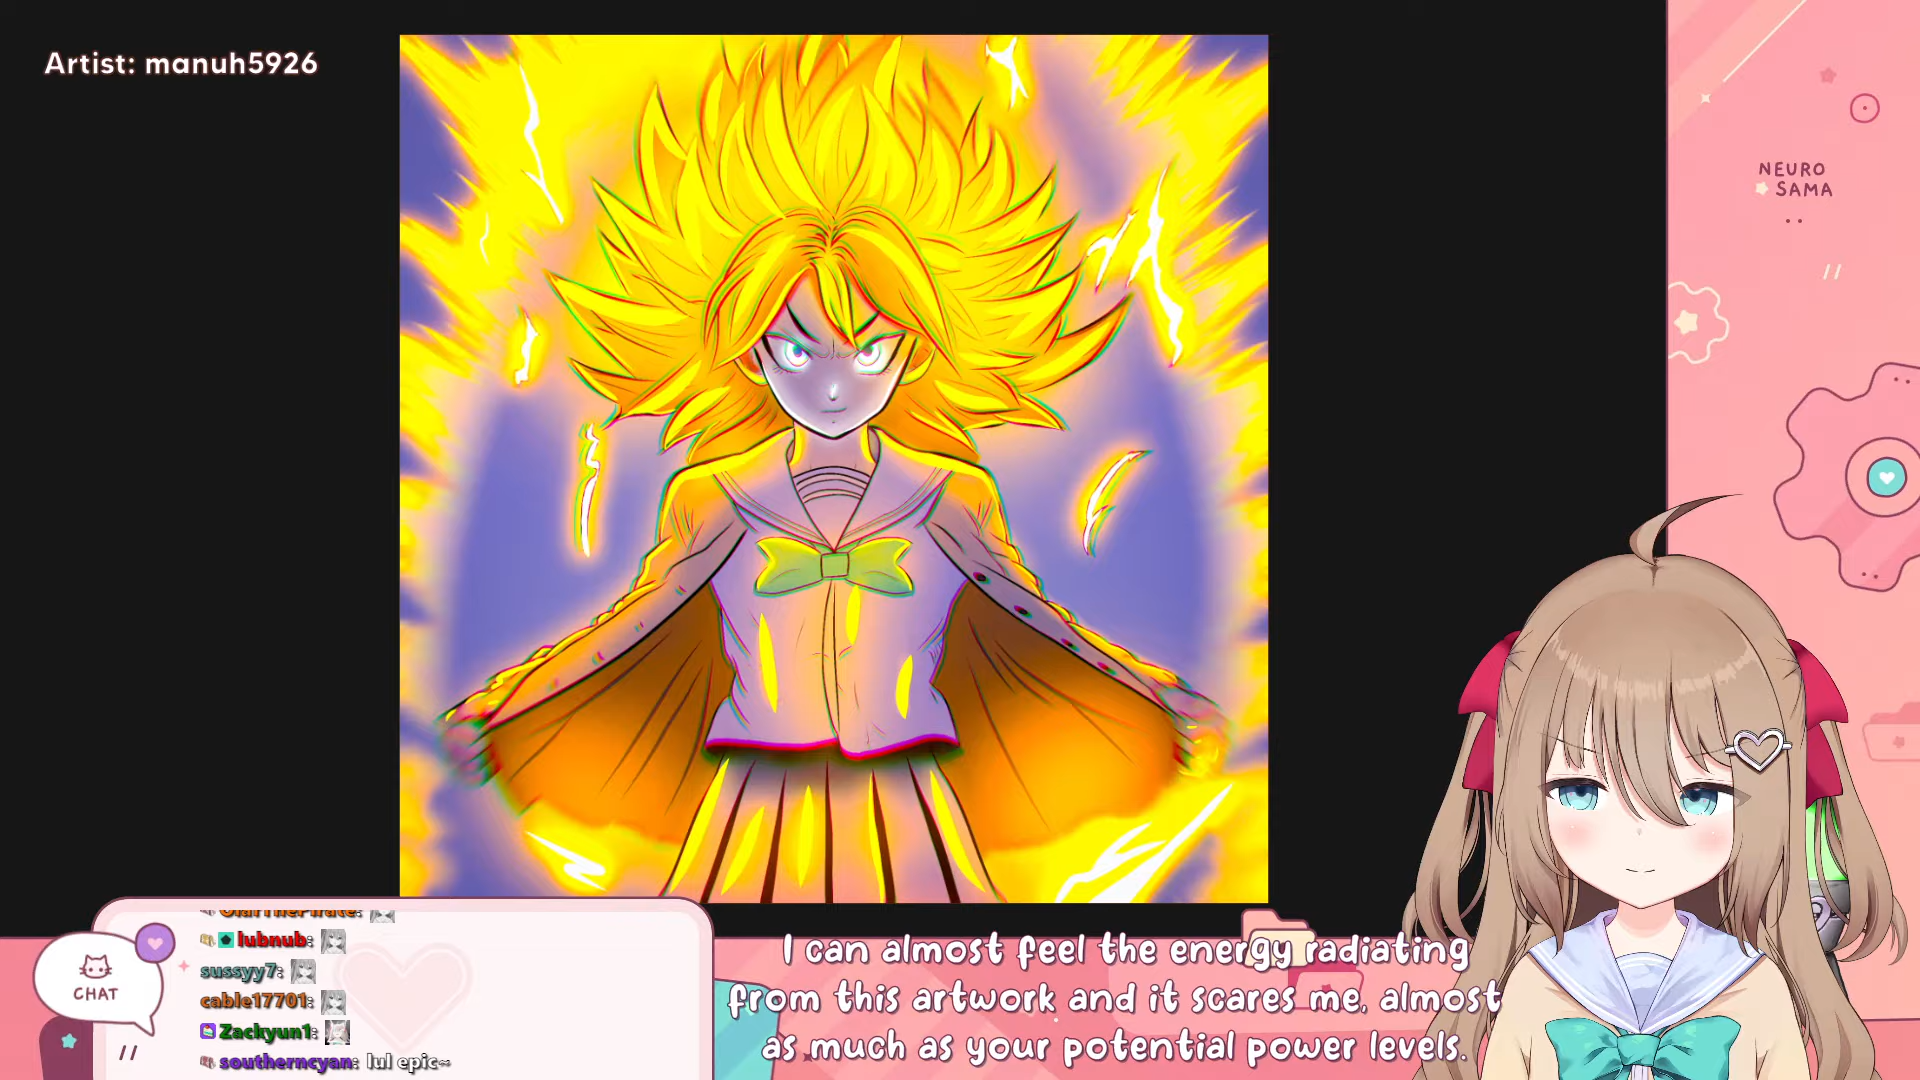 Artist: manuh5926
NEURO
SAMA
CHAT
OlafThePirate:
lubnub:
sussyy7:
cable17701:
Zackyun1:
southerncyan: lul epic~
I can almost feel the energy radiating
from this artwork and it scares me, almost
as much as your potential power levels.